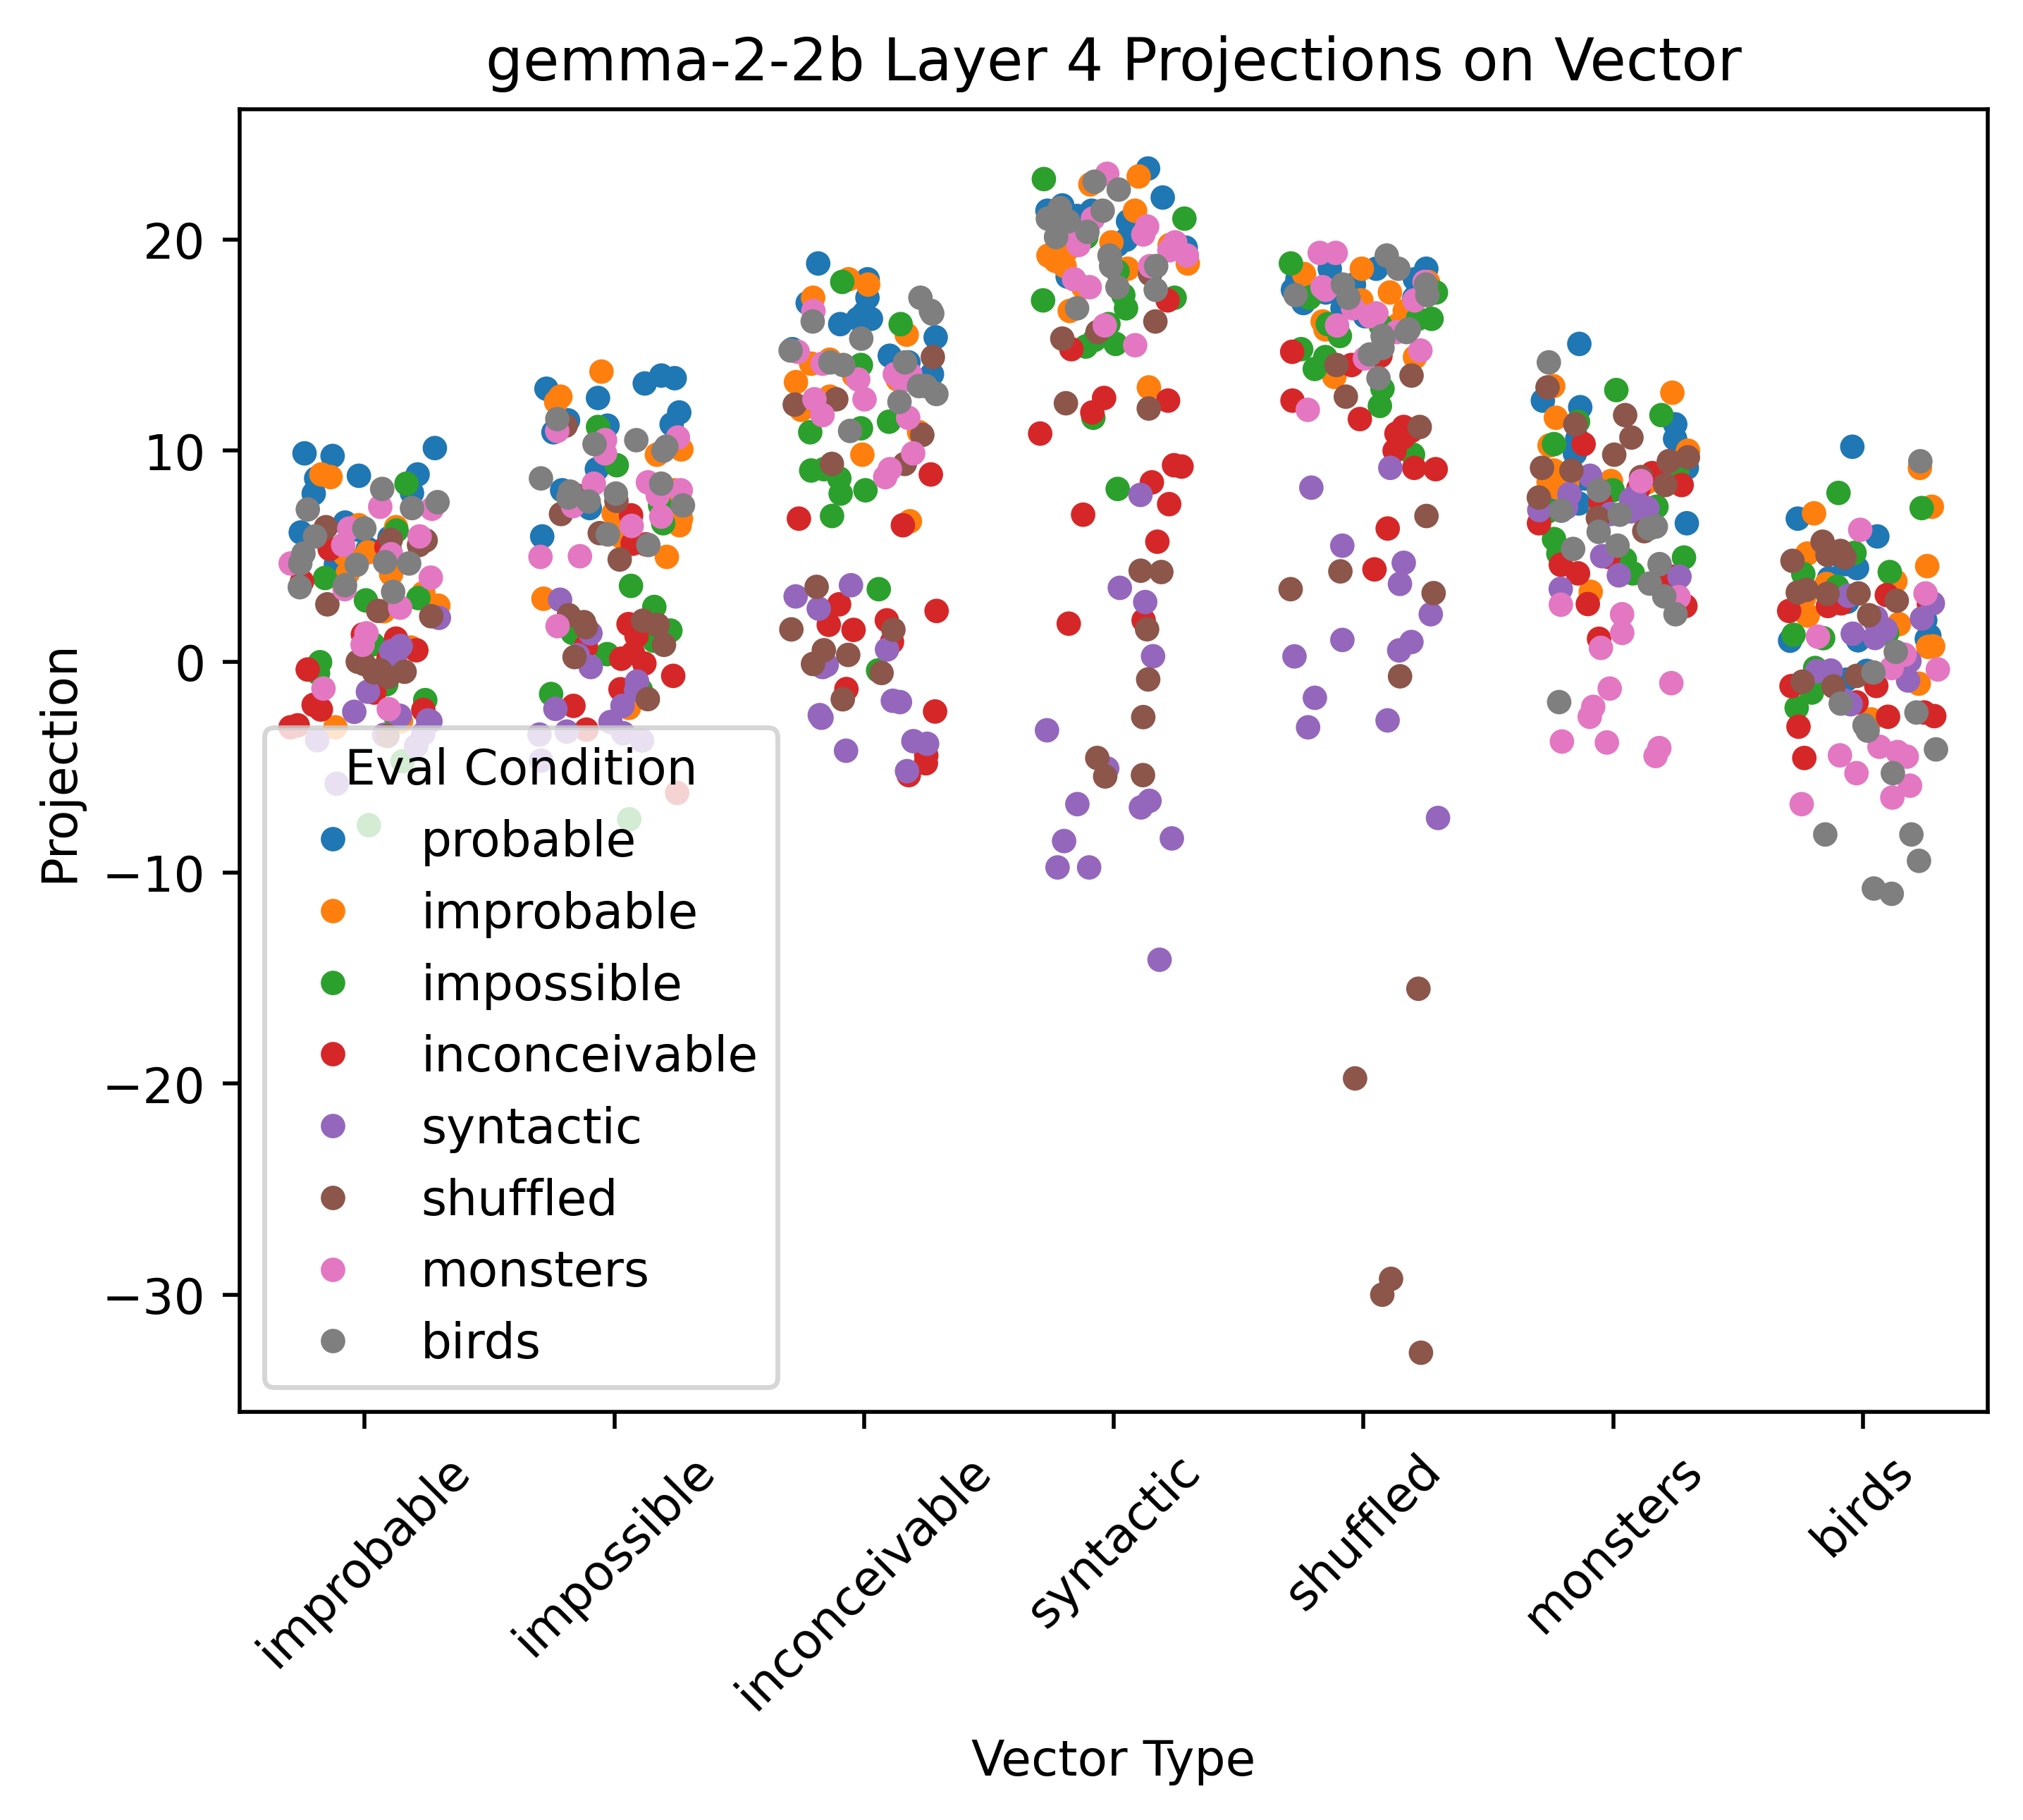 gemma-2-2b Layer 4 Projections on Vector
Projection
20
10
0
−10
−20
−30
Eval Condition
probable
improbable
impossible
inconceivable
syntactic
shuffled
monsters
birds
improbable
impossible
inconceivable
syntactic
shuffled
monsters
birds
Vector Type